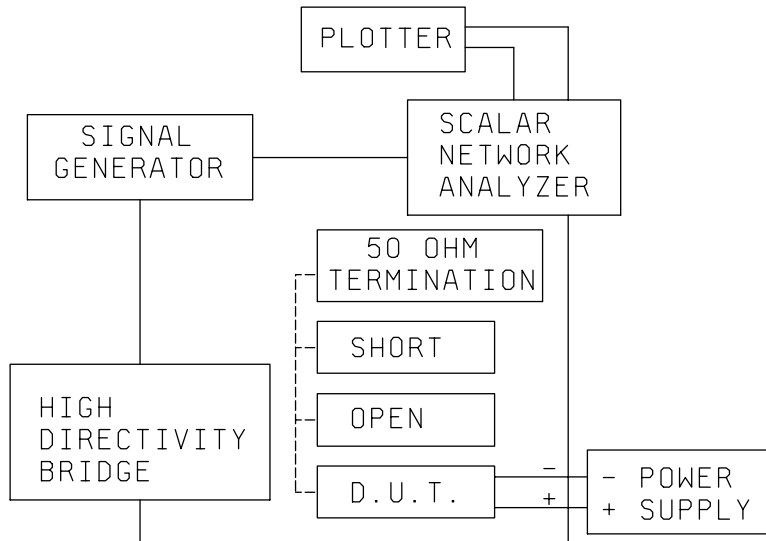 PLOTTER
SIGNAL
GENERATOR
SCALAR
NETWORK
ANALYZER
50 OHM
TERMINATION
SHORT
HIGH
DIRECTIVITY
BRIDGE
OPEN
D.U.T.
-
+
- POWER
+ SUPPLY